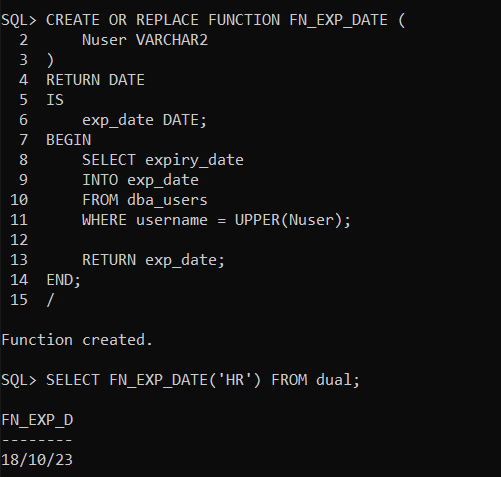 SQL> CREATE OR REPLACE FUNCTION FN_EXP_DATE (
  2      Nuser VARCHAR2
  3  )
  4  RETURN DATE
  5  IS
  6      exp_date DATE;
  7  BEGIN
  8      SELECT expiry_date
  9      INTO exp_date
 10      FROM dba_users
 11      WHERE username = UPPER(Nuser);
 12
 13      RETURN exp_date;
 14  END;
 15  /

Function created.

SQL> SELECT FN_EXP_DATE('HR') FROM dual;

FN_EXP_D
--------
18/10/23